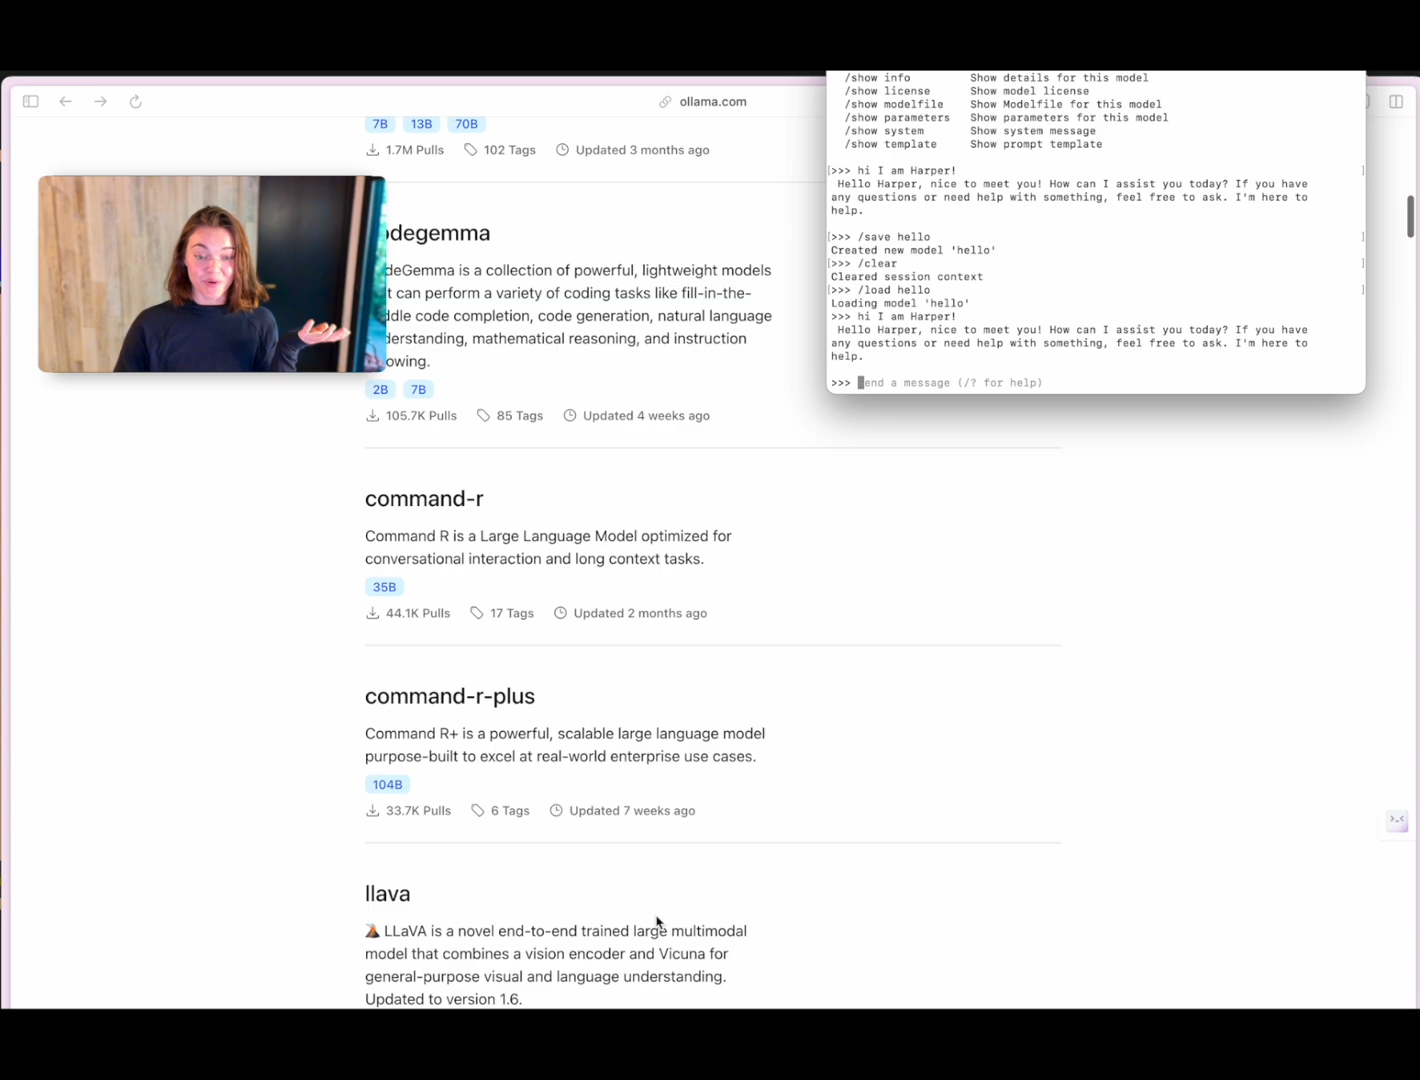 ollama.com
7B 13B 70B
1.7M Pulls 102 Tags Updated 3 months ago
odegemma
deGemma is a collection of powerful, lightweight models
t can perform a variety of coding tasks like fill-in-the-
ddle code completion, code generation, natural language
derstanding, mathematical reasoning, and instruction
owing.
2B 7B
105.7K Pulls 85 Tags Updated 4 weeks ago
command-r
Command R is a Large Language Model optimized for
conversational interaction and long context tasks.
35B
44.1K Pulls 17 Tags Updated 2 months ago
command-r-plus
Command R+ is a powerful, scalable large language model
purpose-built to excel at real-world enterprise use cases.
104B
33.7K Pulls 6 Tags Updated 7 weeks ago
llava
🌋 LLaVA is a novel end-to-end trained large multimodal
model that combines a vision encoder and Vicuna for
general-purpose visual and language understanding.
Updated to version 1.6.
/show info Show details for this model
/show license Show model license
/show modelfile Show Modelfile for this model
/show parameters Show parameters for this model
/show system Show system message
/show template Show prompt template
[>>> hi I am Harper! ]
Hello Harper, nice to meet you! How can I assist you today? If you have
any questions or need help with something, feel free to ask. I'm here to
help.
[>>> /save hello ]
Created new model 'hello'
[>>> /clear ]
Cleared session context
[>>> /load hello ]
Loading model 'hello'
>>> hi I am Harper!
Hello Harper, nice to meet you! How can I assist you today? If you have
any questions or need help with something, feel free to ask. I'm here to
help.
>>> end a message (/? for help)